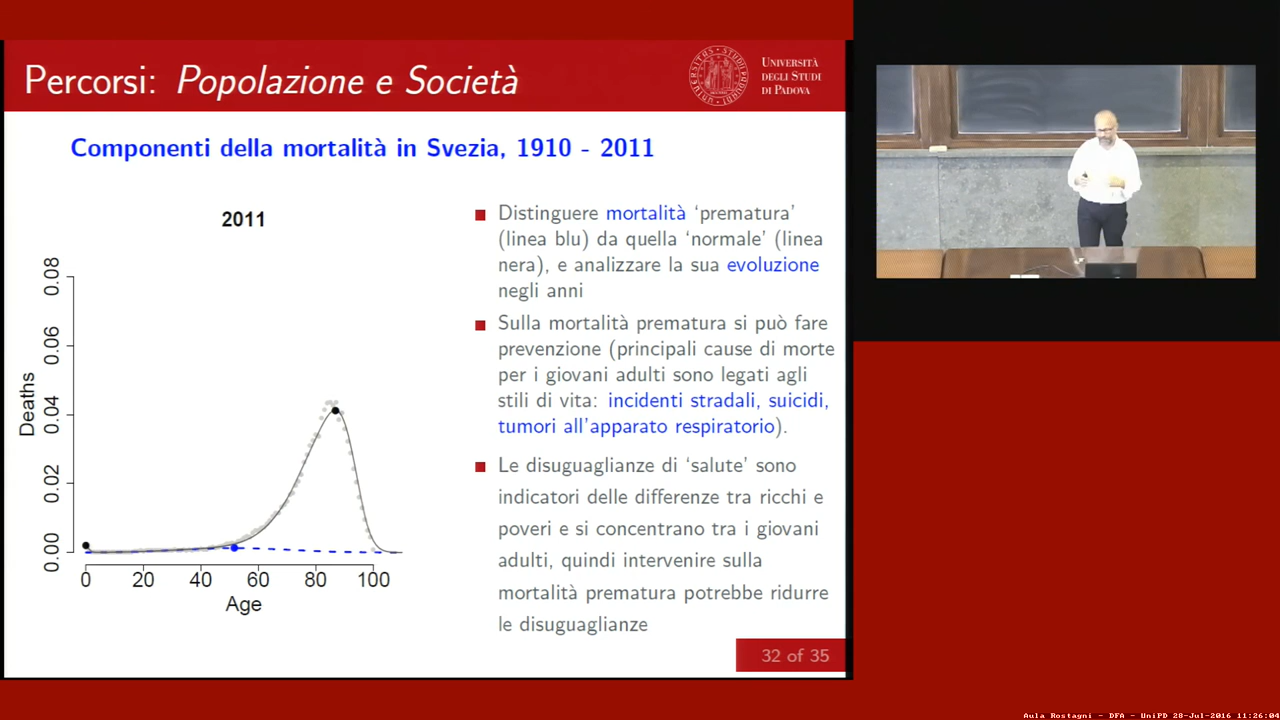 Percorsi: Popolazione e Società
UNIVERSITÀ
DEGLI STUDI
DI PADOVA
Componenti della mortalità in Svezia, 1910 - 2011
2011
Deaths
0.08
0.06
0.04
0.02
0.00
0 20 40 60 80 100
Age
Distinguere mortalità ‘prematura’
(linea blu) da quella ‘normale’ (linea
nera), e analizzare la sua evoluzione
negli anni
Sulla mortalità prematura si può fare
prevenzione (principali cause di morte
per i giovani adulti sono legati agli
stili di vita: incidenti stradali, suicidi,
tumori all’apparato respiratorio).
Le disuguaglianze di ‘salute’ sono
indicatori delle differenze tra ricchi e
poveri e si concentrano tra i giovani
adulti, quindi intervenire sulla
mortalità prematura potrebbe ridurre
le disuguaglianze
32 of 35
Aula Rostagni - DFA - UniPD 28-Jul-2016 11:26:04